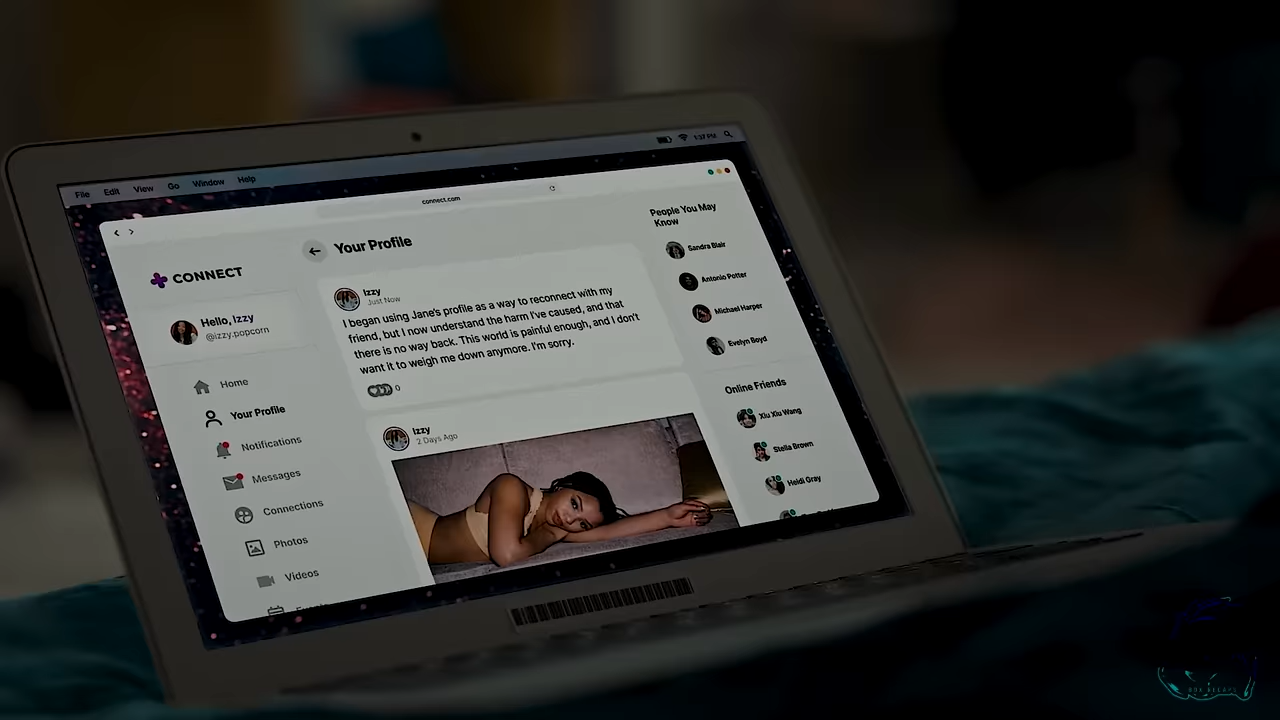 File Edit View Go Window Help
1:37 PM
connect.com
CONNECT
Hello, Izzy
@izzy.popcorn
Home
Your Profile
Notifications
Messages
Connections
Photos
Videos
Your Profile
Izzy
Just Now
I began using Jane's profile as a way to reconnect with my
friend, but I now understand the harm I've caused, and that
there is no way back. This world is painful enough, and I don't
want it to weigh me down anymore. I'm sorry.
0
Izzy
2 Days Ago
People You May
Know
Sandra Blair
Antonio Potter
Michael Harper
Evelyn Boyd
Online Friends
Xiu Xiu Wang
Stella Brown
Heidi Gray